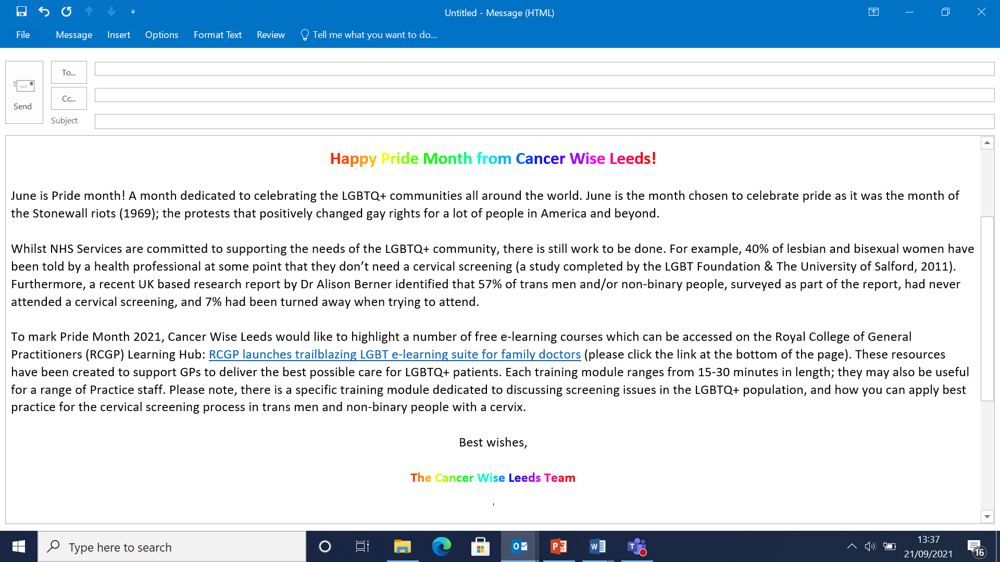 Untitled - Message (HTML)
File Message Insert Options Format Text Review Tell me what you want to do...
To...
Cc...
Send
Subject
Happy Pride Month from Cancer Wise Leeds!
June is Pride month! A month dedicated to celebrating the LGBTQ+ communities all around the world. June is the month chosen to celebrate pride as it was the month of
the Stonewall riots (1969); the protests that positively changed gay rights for a lot of people in America and beyond.
Whilst NHS Services are committed to supporting the needs of the LGBTQ+ community, there is still work to be done. For example, 40% of lesbian and bisexual women have
been told by a health professional at some point that they don’t need a cervical screening (a study completed by the LGBT Foundation & The University of Salford, 2011).
Furthermore, a recent UK based research report by Dr Alison Berner identified that 57% of trans men and/or non-binary people, surveyed as part of the report, had never
attended a cervical screening, and 7% had been turned away when trying to attend.
To mark Pride Month 2021, Cancer Wise Leeds would like to highlight a number of free e-learning courses which can be accessed on the Royal College of General
Practitioners (RCGP) Learning Hub: RCGP launches trailblazing LGBT e-learning suite for family doctors (please click the link at the bottom of the page). These resources
have been created to support GPs to deliver the best possible care for LGBTQ+ patients. Each training module ranges from 15-30 minutes in length; they may also be useful
for a range of Practice staff. Please note, there is a specific training module dedicated to discussing screening issues in the LGBTQ+ population, and how you can apply best
practice for the cervical screening process in trans men and non-binary people with a cervix.
Best wishes,
The Cancer Wise Leeds Team
Type here to search
13:37
21/09/2021
16